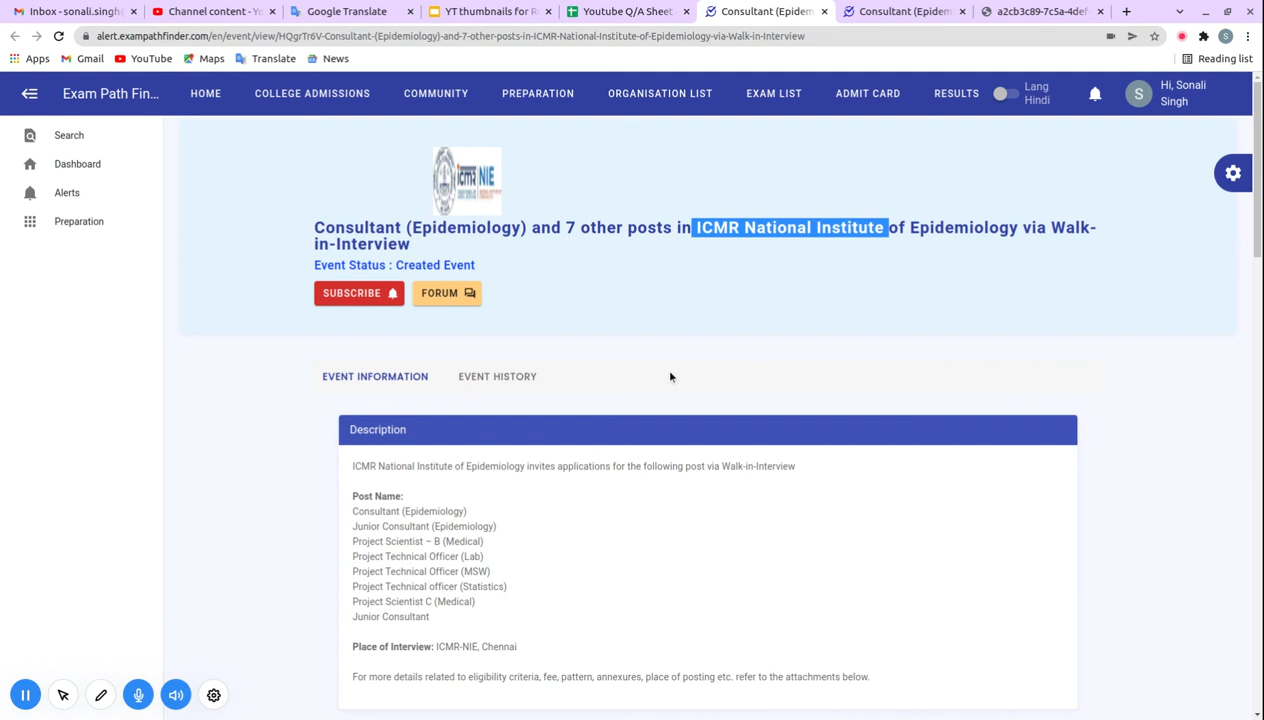 Inbox - sonali.singh@
Channel content - Yo
Google Translate
YT thumbnails for R
Youtube Q/A Sheet
Consultant (Epidem
Consultant (Epidem
a2cb3c89-7c5a-4def
alert.exampathfinder.com/en/event/view/HQgrTr6V-Consultant-(Epidemiology)-and-7-other-posts-in-ICMR-National-Institute-of-Epidemiology-via-Walk-in-Interview
S
Apps
Gmail
YouTube
Maps
Translate
News
Reading list
Exam Path Fin...
HOME
COLLEGE ADMISSIONS
COMMUNITY
PREPARATION
ORGANISATION LIST
EXAM LIST
ADMIT CARD
RESULTS
Lang
Hindi
S
Hi, Sonali
Singh
Search
Dashboard
Alerts
Preparation
icmr NIE
Consultant (Epidemiology) and 7 other posts in ICMR National Institute of Epidemiology via Walk-
in-Interview
Event Status : Created Event
SUBSCRIBE
FORUM
EVENT INFORMATION
EVENT HISTORY
Description
ICMR National Institute of Epidemiology invites applications for the following post via Walk-in-Interview
Post Name:
Consultant (Epidemiology)
Junior Consultant (Epidemiology)
Project Scientist – B (Medical)
Project Technical Officer (Lab)
Project Technical Officer (MSW)
Project Technical officer (Statistics)
Project Scientist C (Medical)
Junior Consultant
Place of Interview: ICMR-NIE, Chennai
For more details related to eligibility criteria, fee, pattern, annexures, place of posting etc. refer to the attachments below.